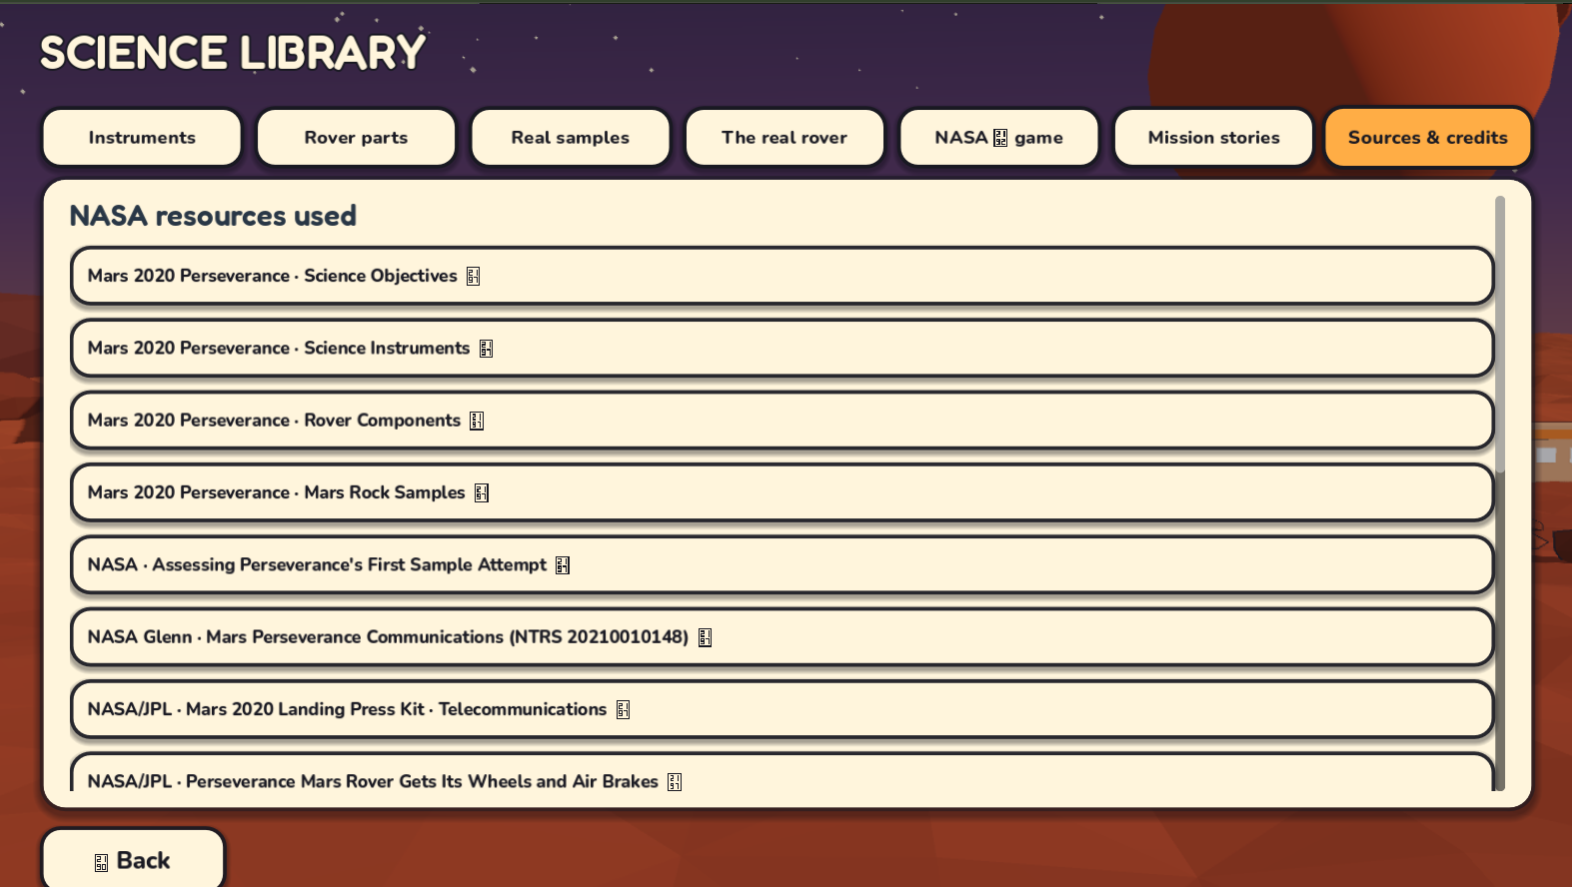 SCIENCE LIBRARY
Instruments
Rover parts
Real samples
The real rover
NASA game
Mission stories
Sources & credits
NASA resources used
Mars 2020 Perseverance · Science Objectives
Mars 2020 Perseverance · Science Instruments
Mars 2020 Perseverance · Rover Components
Mars 2020 Perseverance · Mars Rock Samples
NASA · Assessing Perseverance's First Sample Attempt
NASA Glenn · Mars Perseverance Communications (NTRS 20210010148)
NASA/JPL · Mars 2020 Landing Press Kit · Telecommunications
NASA/JPL · Perseverance Mars Rover Gets Its Wheels and Air Brakes
Back